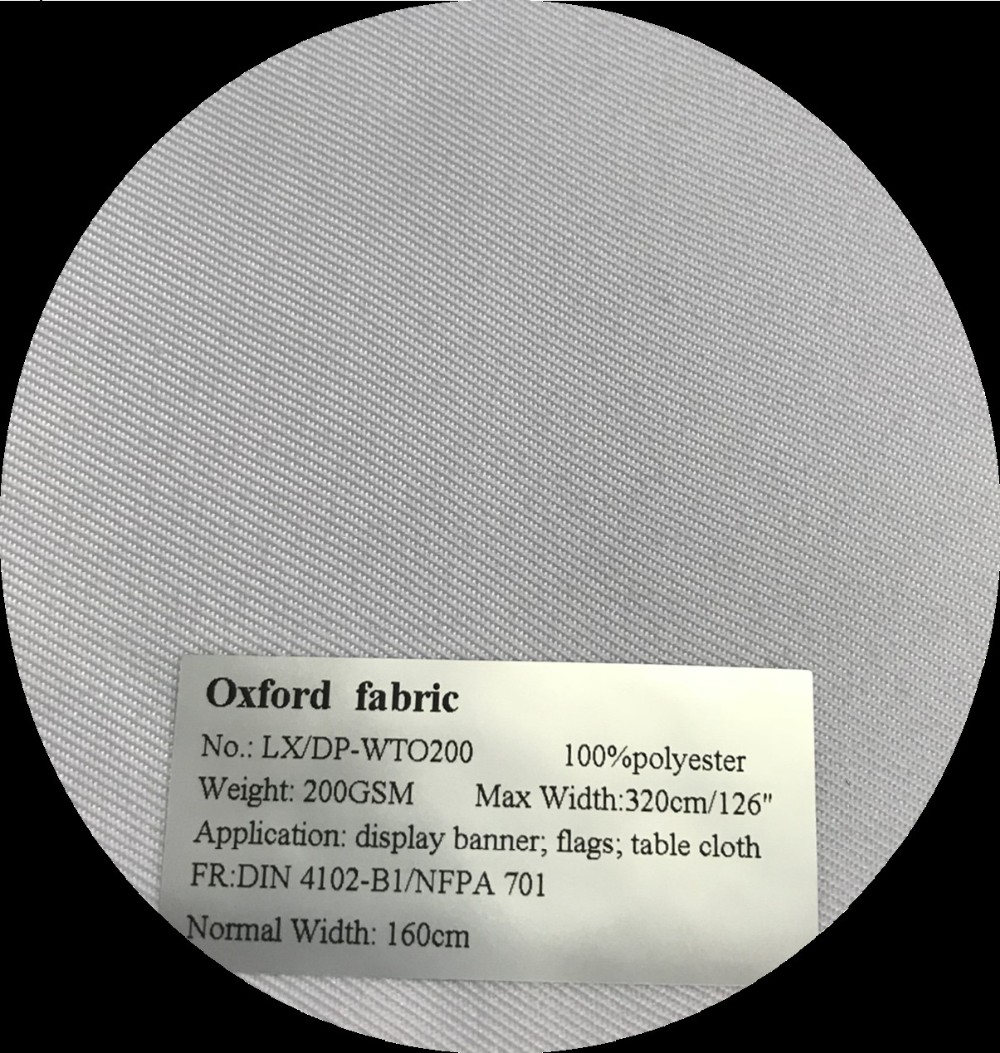 Oxford fabric
No.: LX/DP-WTO200 100%polyester
Weight: 200GSM Max Width:320cm/126"
Application: display banner; flags; table cloth
FR:DIN 4102-B1/NFPA 701
Normal Width: 160cm